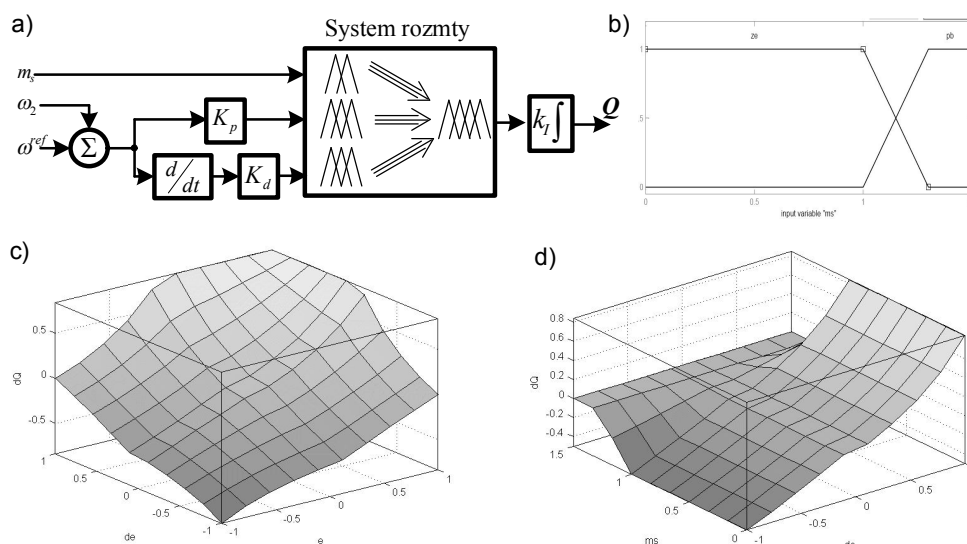 a)
System rozmty
m_s
ω_2
ω^ref
Σ
K_p
d/dt
K_d
k_I ∫
Q
b)
ze
pb
1
.5
0
0
0.5
1
input variable "ms"
c)
0.5
0
-0.5
dQ
1
0.5
0
-0.5
-1
de
-1
-0.5
0
0.5
1
e
d)
0.8
0.6
0.4
0.2
0
-0.2
-0.4
dQ
1.5
1
0.5
0
ms
-1
-0.5
0
0.5